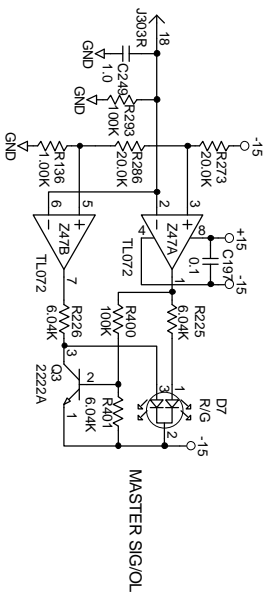 J303R
18
C249
1.0
GND
R293
100K
GND
R136
1.00K
GND
R286
20.0K
R273
20.0K
-15
2
3
Z47A
4
8
1
TL072
6
5
Z47B
7
TL072
+15
C197
0.1
-15
R225
6.04K
R400
100K
R226
6.04K
R401
6.04K
Q3
2222A
3
2
1
D7
R/G
1
3
2
-15
MASTER SIG/OL